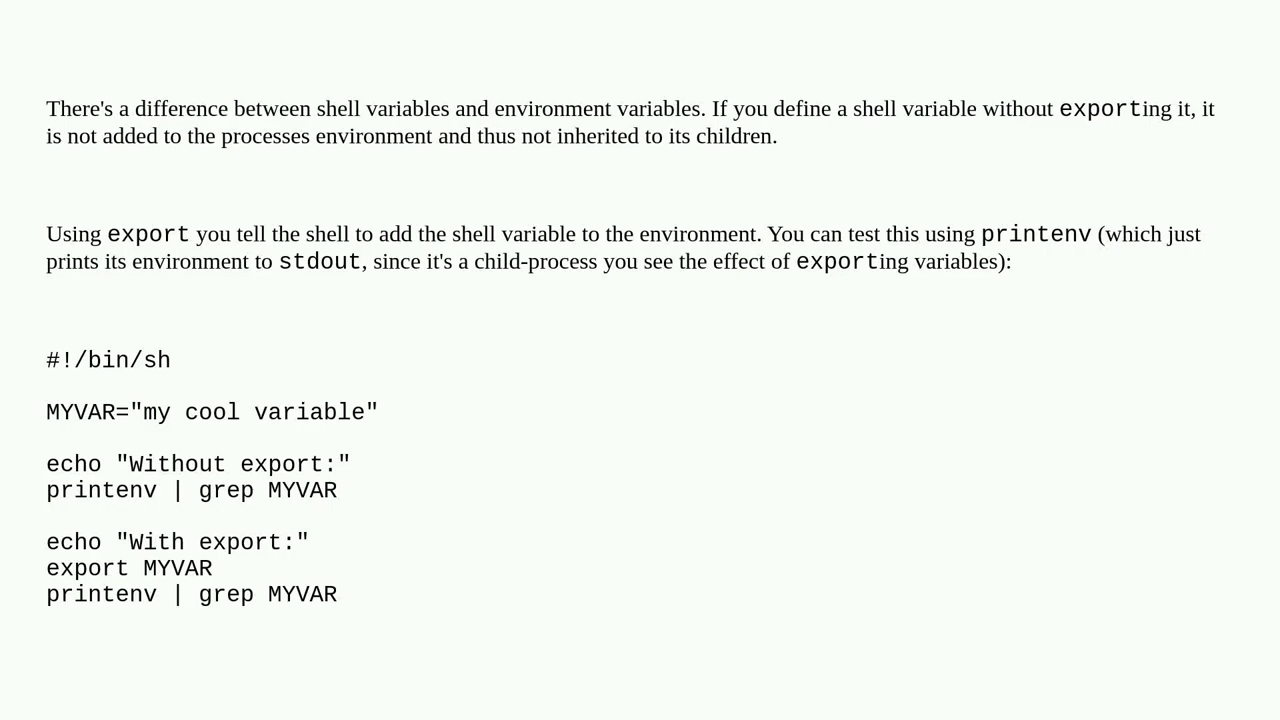 There's a difference between shell variables and environment variables. If you define a shell variable without exporting it, it
is not added to the processes environment and thus not inherited to its children.
Using export you tell the shell to add the shell variable to the environment. You can test this using printenv (which just
prints its environment to stdout, since it's a child-process you see the effect of exporting variables):
#!/bin/sh
MYVAR="my cool variable"
echo "Without export:"
printenv | grep MYVAR
echo "With export:"
export MYVAR
printenv | grep MYVAR